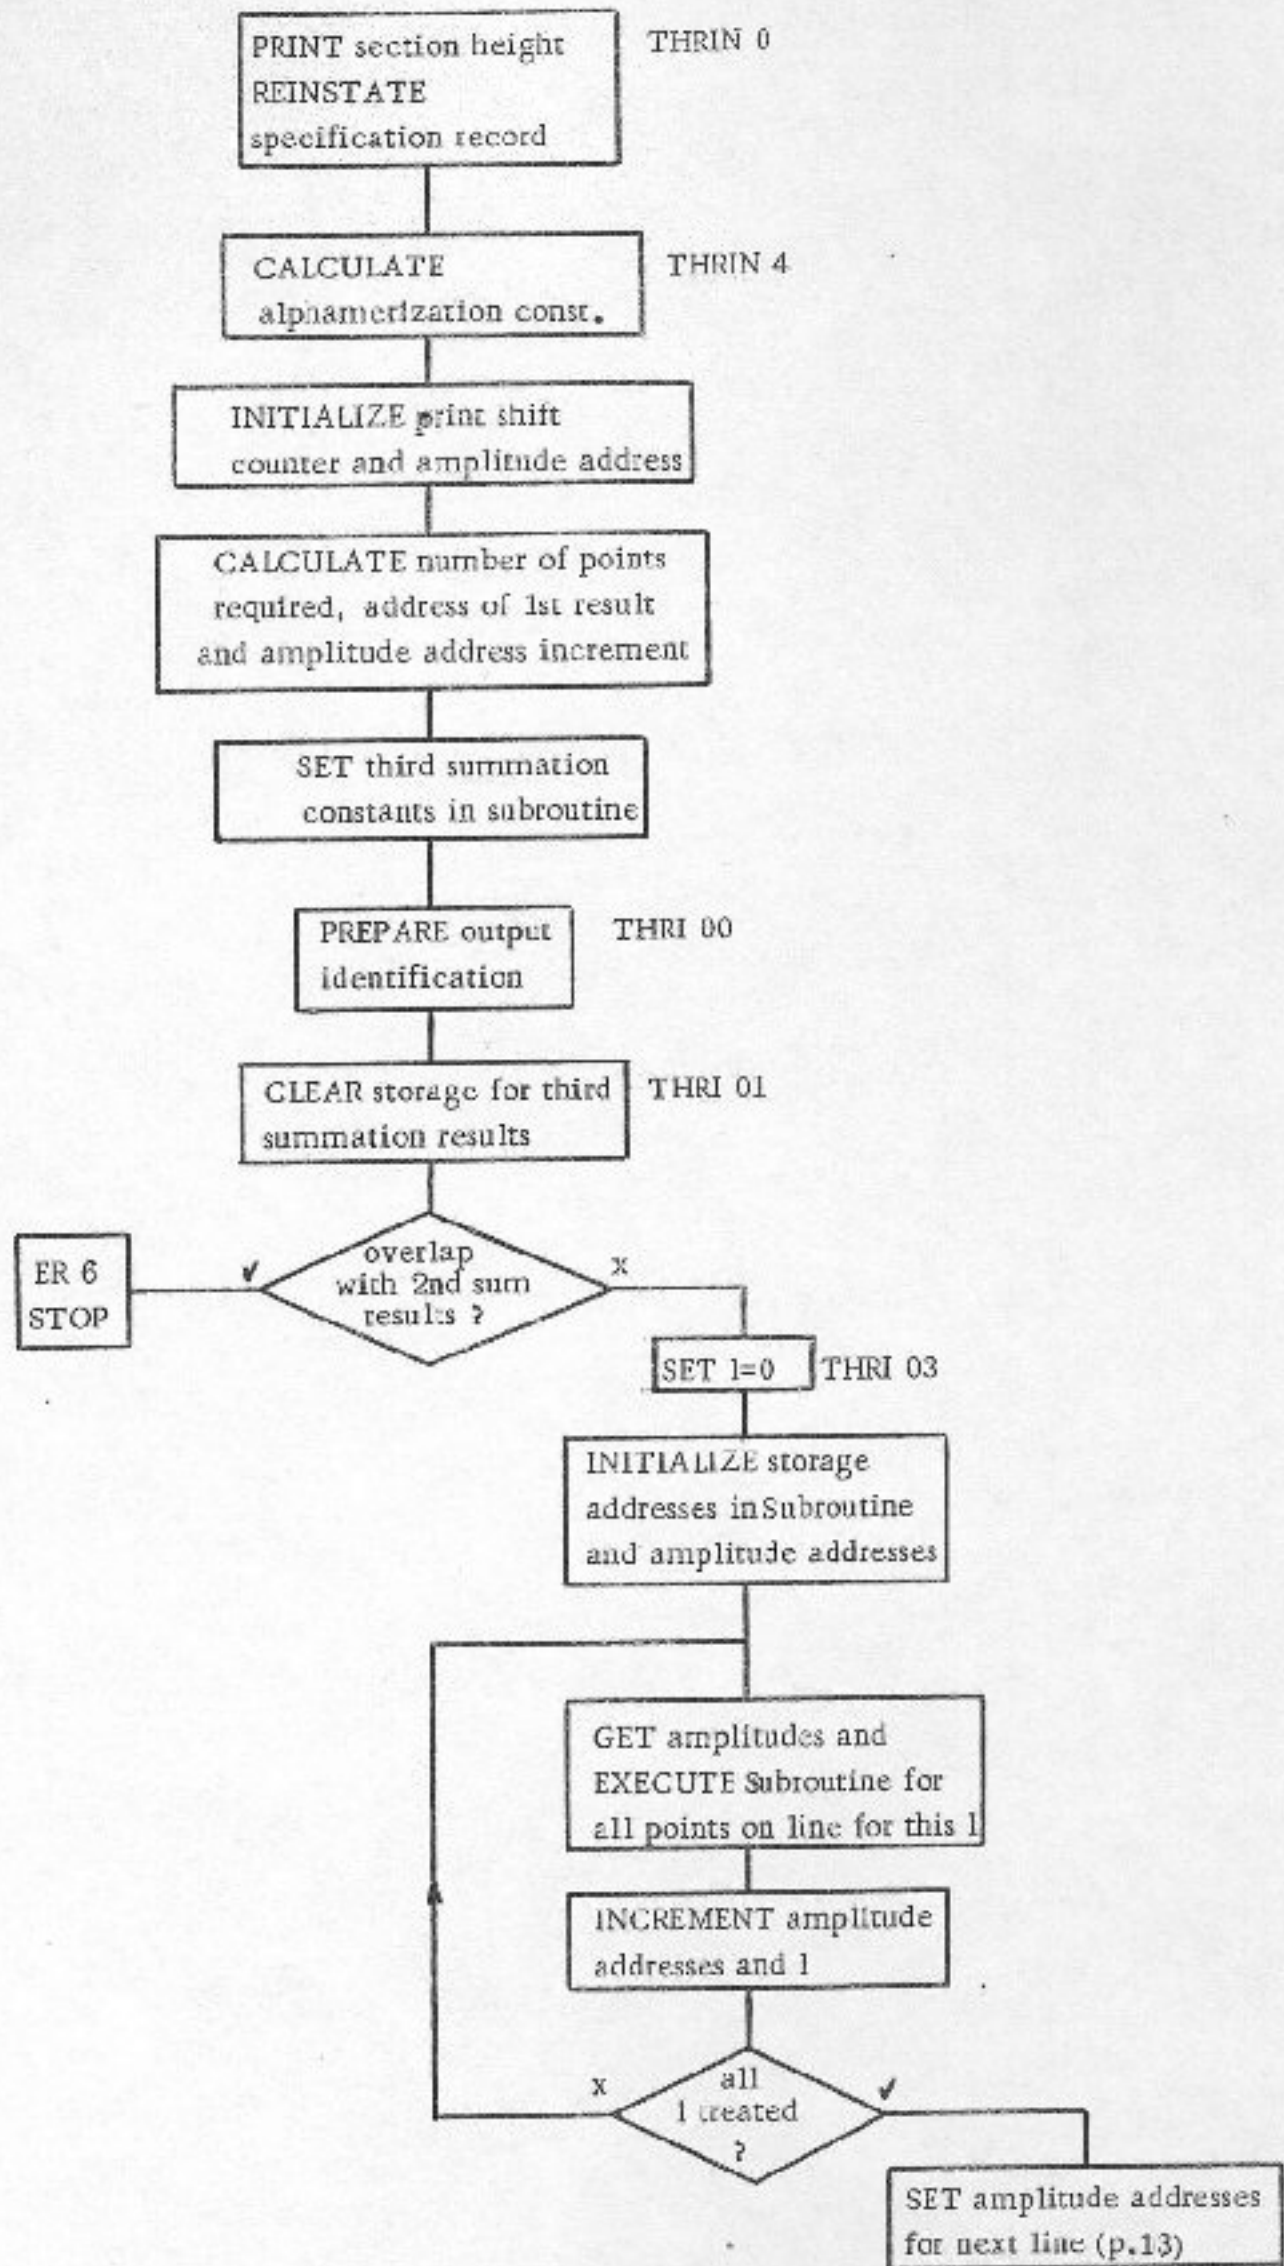 PRINT section height
REINSTATE
specification record
THRIN 0
CALCULATE
alphamerization const.
THRIN 4
INITIALIZE print shift
counter and amplitude address
CALCULATE number of points
required, address of 1st result
and amplitude address increment
SET third summation
constants in subroutine
PREPARE output
identification
THRI 00
CLEAR storage for third
summation results
THRI 01
ER 6
STOP
✓
overlap
with 2nd sum
results ?
x
SET l=0
THRI 03
INITIALIZE storage
addresses in Subroutine
and amplitude addresses
GET amplitudes and
EXECUTE Subroutine for
all points on line for this l
INCREMENT amplitude
addresses and l
x
all
l treated
?
✓
SET amplitude addresses
for next line (p.13)